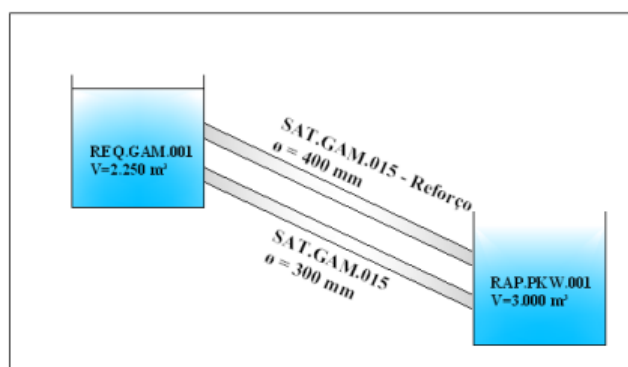 REQ.GAM.001
V=2.250 m³
SAT.GAM.015 - Reforço
ø = 400 mm
SAT.GAM.015
ø = 300 mm
RAP.PKW.001
V=3.000 m³